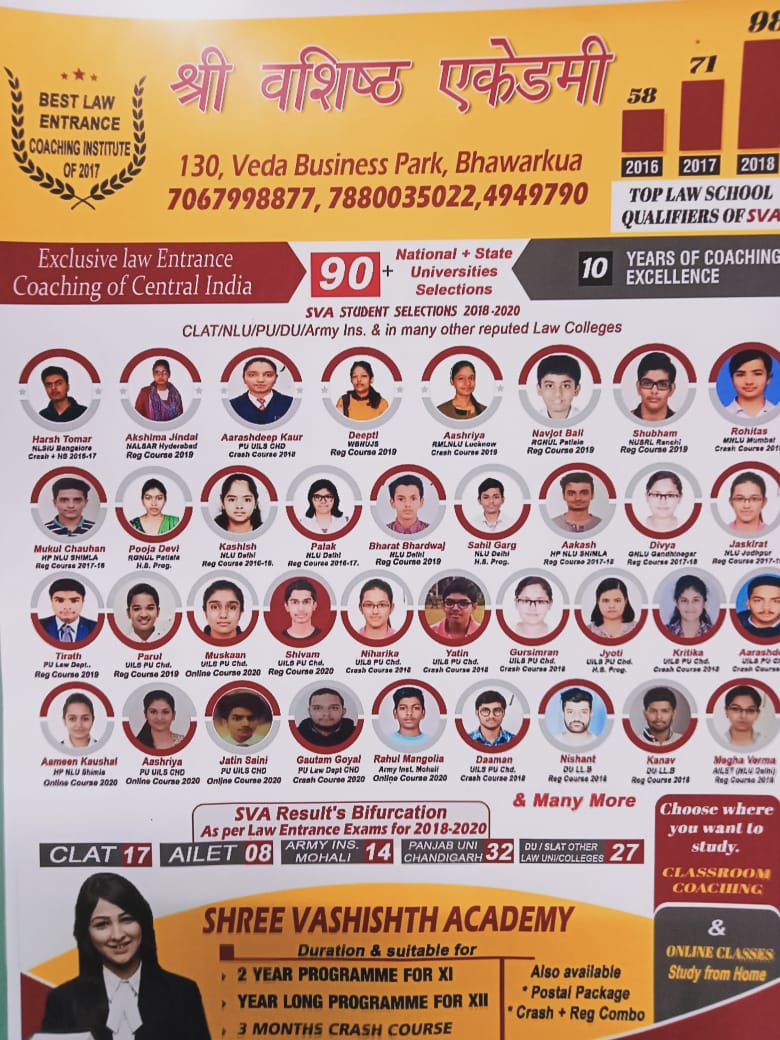 BEST LAW
ENTRANCE
COACHING INSTITUTE
OF 2017
श्री वशिष्ठ एकेडमी
130, Veda Business Park, Bhawarkua
7067998877, 7880035022,4949790
58
71
98
2016
2017
2018
TOP LAW SCHOOL
QUALIFIERS OF SVA
Exclusive law Entrance
Coaching of Central India
90+
National + State
Universities
Selections
10
YEARS OF COACHING
EXCELLENCE
SVA STUDENT SELECTIONS 2018-2020
CLAT/NLU/PU/DU/Army Ins. & in many other reputed Law Colleges
Harsh Tomar
NLSIU Bangalore
Crash + HS 2016-17
Akshima Jindal
NALSAR Hyderabad
Reg Course 2019
Aarashdeep Kaur
PU UILS CHD
Crash Course 2018
Deepti
WBNUJS
Reg Course 2019
Aashriya
RMLNLU Lucknow
Crash Course 2019
Navjot Bali
RGNUL Patiala
Reg Course 2019
Shubham
NUSRL Ranchi
Reg Course 2019
Rohitas
MNLU Mumbai
Crash Course
Mukul Chauhan
HP NLU SHIMLA
Reg Course 2017-18
Pooja Devi
RGNUL Patiala
H.S. Prog.
Kashish
NLU Delhi
Reg Course 2016-18.
Palak
NLU Delhi
Reg Course 2016-17.
Bharat Bhardwaj
NLU Delhi
Reg Course 2019
Sahil Garg
NLU Delhi
H.S. Prog.
Aakash
HP NLU SHIMLA
Reg Course 2017-18
Divya
GNLU Gandhinagar
Reg Course 2017-18
Jaskirat
NLU Jodhpur
Reg Course 2017-1
Tirath
PU Law Dept..
Reg Course 2019
Parul
UILS PU Chd.
Reg Course 2019
Muskaan
UILS PU Chd.
Online Course 2020
Shivam
UILS PU Chd.
Reg Course 2020
Niharika
UILS PU Chd.
Crash Course 2018
Yatin
UILS PU Chd.
Crash Course 2018
Gursimran
UILS PU Chd.
Crash Course 2018
Jyoti
UILS PU Chd.
H.S. Prog.
Kritika
UILS PU Chd.
Crash Course 2018
Aarashd
UILS PU C
Crash Course
Aameen Kaushal
HP NLU Shimla
Online Course 2020
Aashriya
PU UILS CHD
Online Course 2020
Jatin Saini
PU UILS CHD
Online Course 2020
Gautam Goyal
PU Law Dept CHD
Crash Course 2020
Rahul Mangolia
Army Inst. Mohali
Online Course 2020
Daaman
UILS PU Chd.
Crash Course 2018
Nishant
DU LL.B
Reg Course 2018
Kanav
DU LL.B
Reg Course 2018
Megha Verma
AILET (NLU Delhi)
Reg Course 2018
& Many More
SVA Result's Bifurcation
As per Law Entrance Exams for 2018-2020
CLAT 17
AILET 08
ARMY INS.
MOHALI 14
PANJAB UNI
CHANDIGARH 32
DU / SLAT OTHER
LAW UNI/COLLEGES 27
Choose where
you want to
study.
CLASSROOM
COACHING
&
ONLINE CLASSES
Study from Home
SHREE VASHISHTH ACADEMY
Duration & suitable for
2 YEAR PROGRAMME FOR XI
YEAR LONG PROGRAMME FOR XII
3 MONTHS CRASH COURSE
Also available
* Postal Package
* Crash + Reg Combo